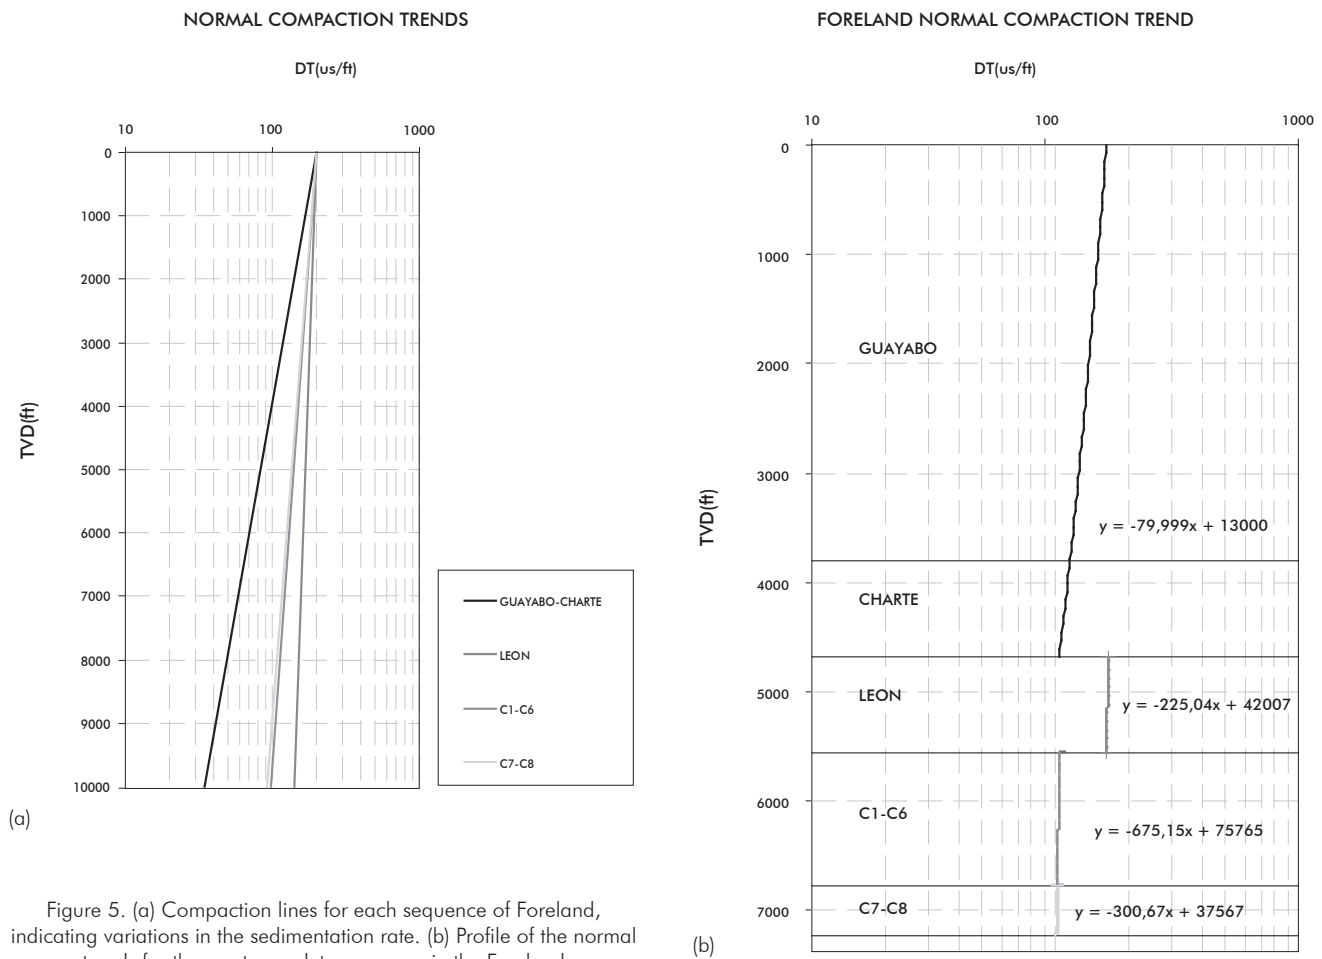 NORMAL COMPACTION TRENDS
DT(us/ft)
10 100 1000
0
1000
2000
3000
4000
5000
6000
7000
8000
9000
10000
TVD(ft)
GUAYABO-CHARTE
LEON
C1-C6
C7-C8
(a)
Figure 5. (a) Compaction lines for each sequence of Foreland,
indicating variations in the sedimentation rate. (b) Profile of the normal
FORELAND NORMAL COMPACTION TREND
DT(us/ft)
10 100 1000
0
1000
2000
3000
4000
5000
6000
7000
TVD(ft)
GUAYABO
y = -79,999x + 13000
CHARTE
LEON
y = -225,04x + 42007
C1-C6
y = -675,15x + 75765
C7-C8
y = -300,67x + 37567
(b)